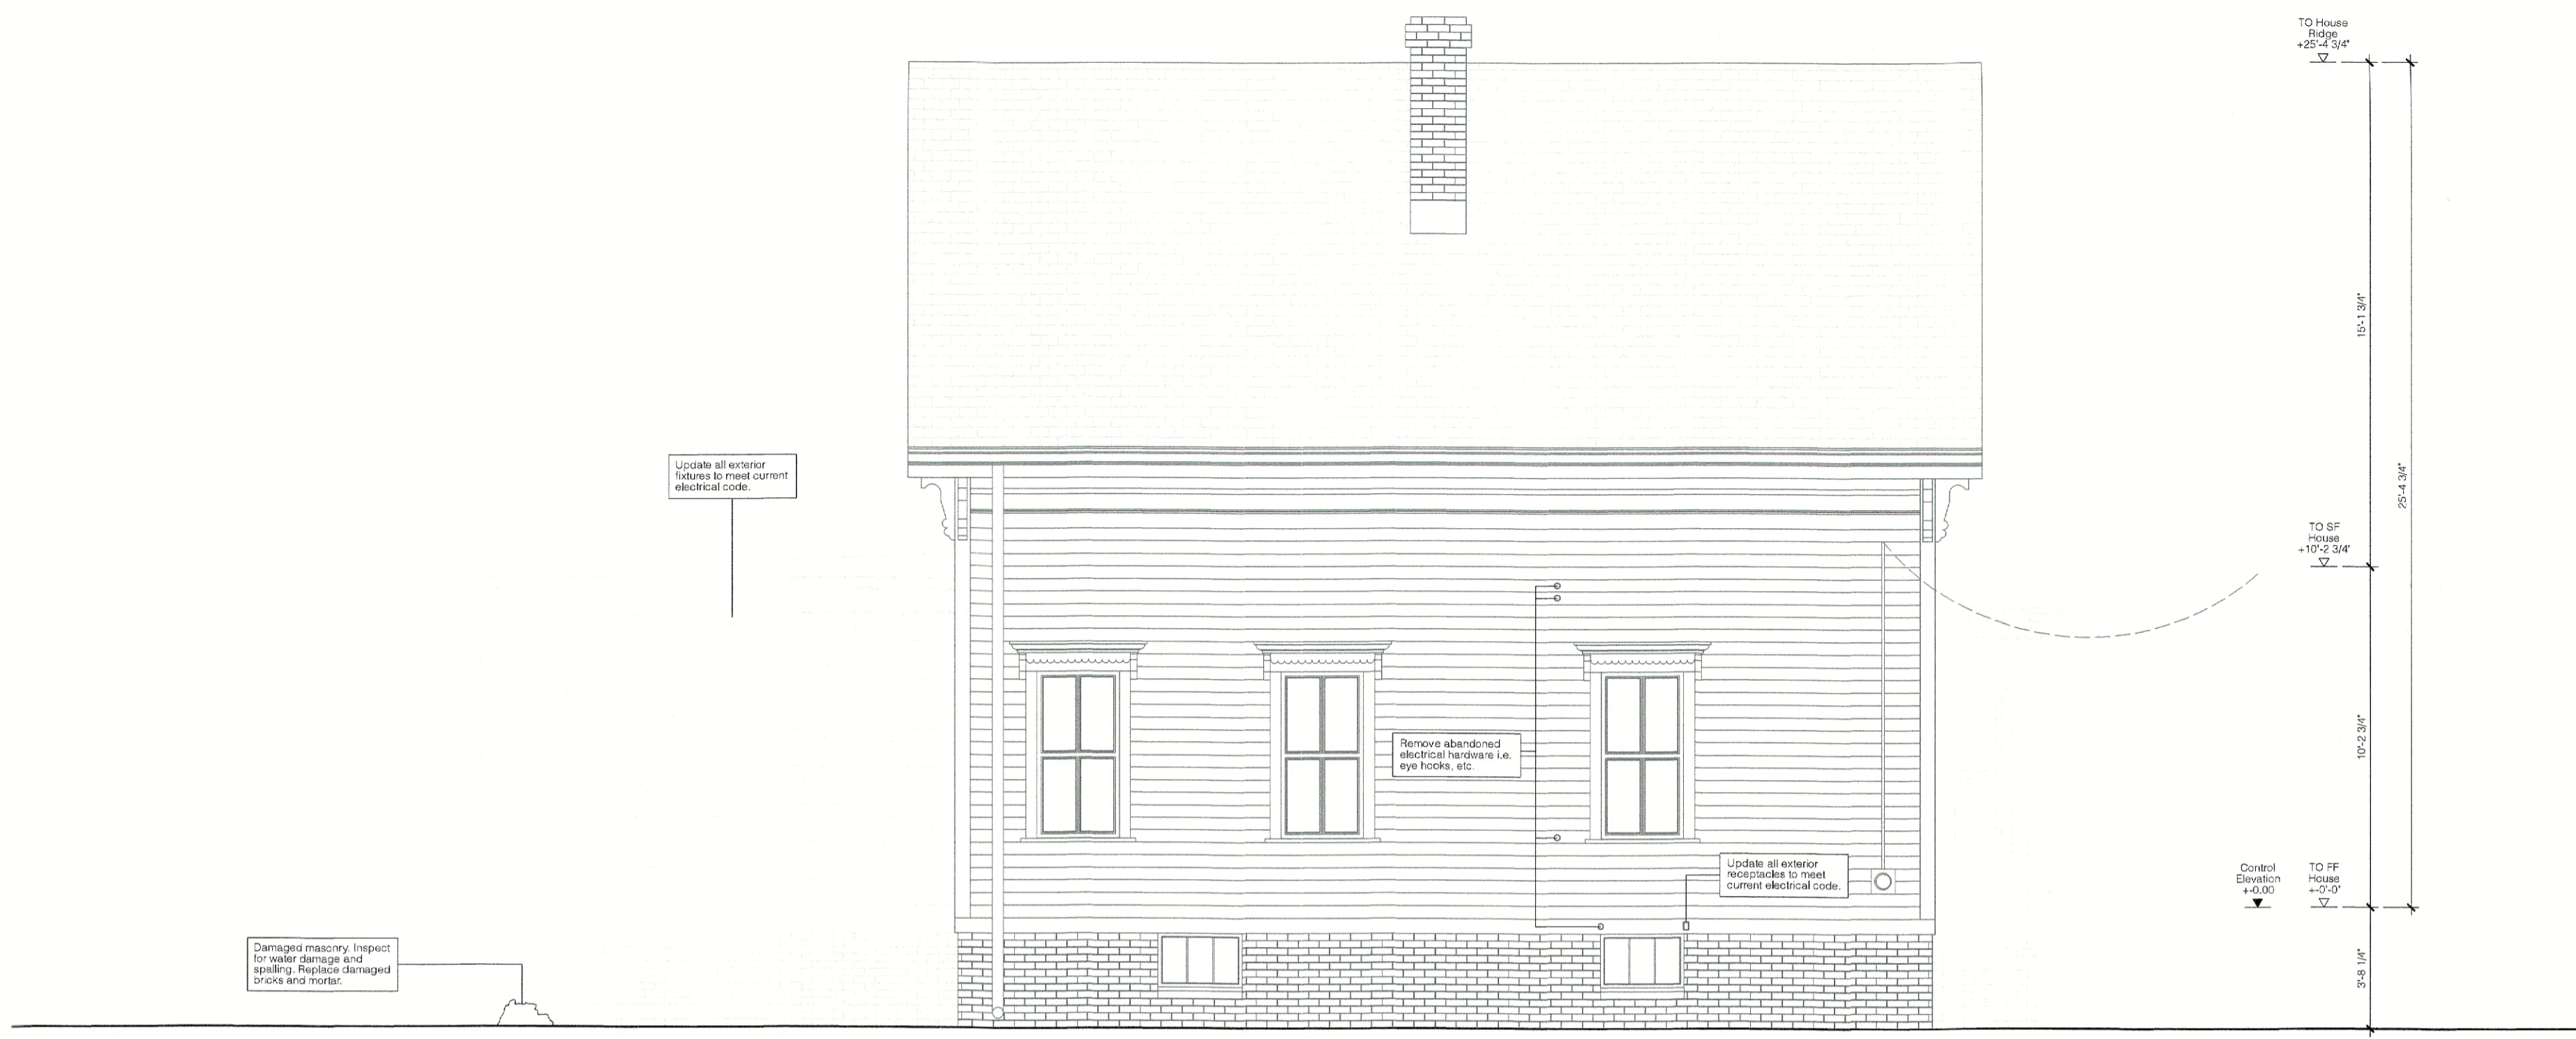 TO House
Ridge
+25'-4 3/4"
15'-1 3/4"
25'-4 3/4"
Update all exterior
fixtures to meet current
electrical code.
TO SF
House
+10'-2 3/4"
10'-2 3/4"
Remove abandoned
electrical hardware i.e.
eye hooks, etc.
Update all exterior
receptacles to meet
current electrical code.
Control
Elevation
+-0.00
TO FF
House
+-0'-0"
Damaged masonry. Inspect
for water damage and
spalling. Replace damaged
bricks and mortar.
3'-8 1/4"